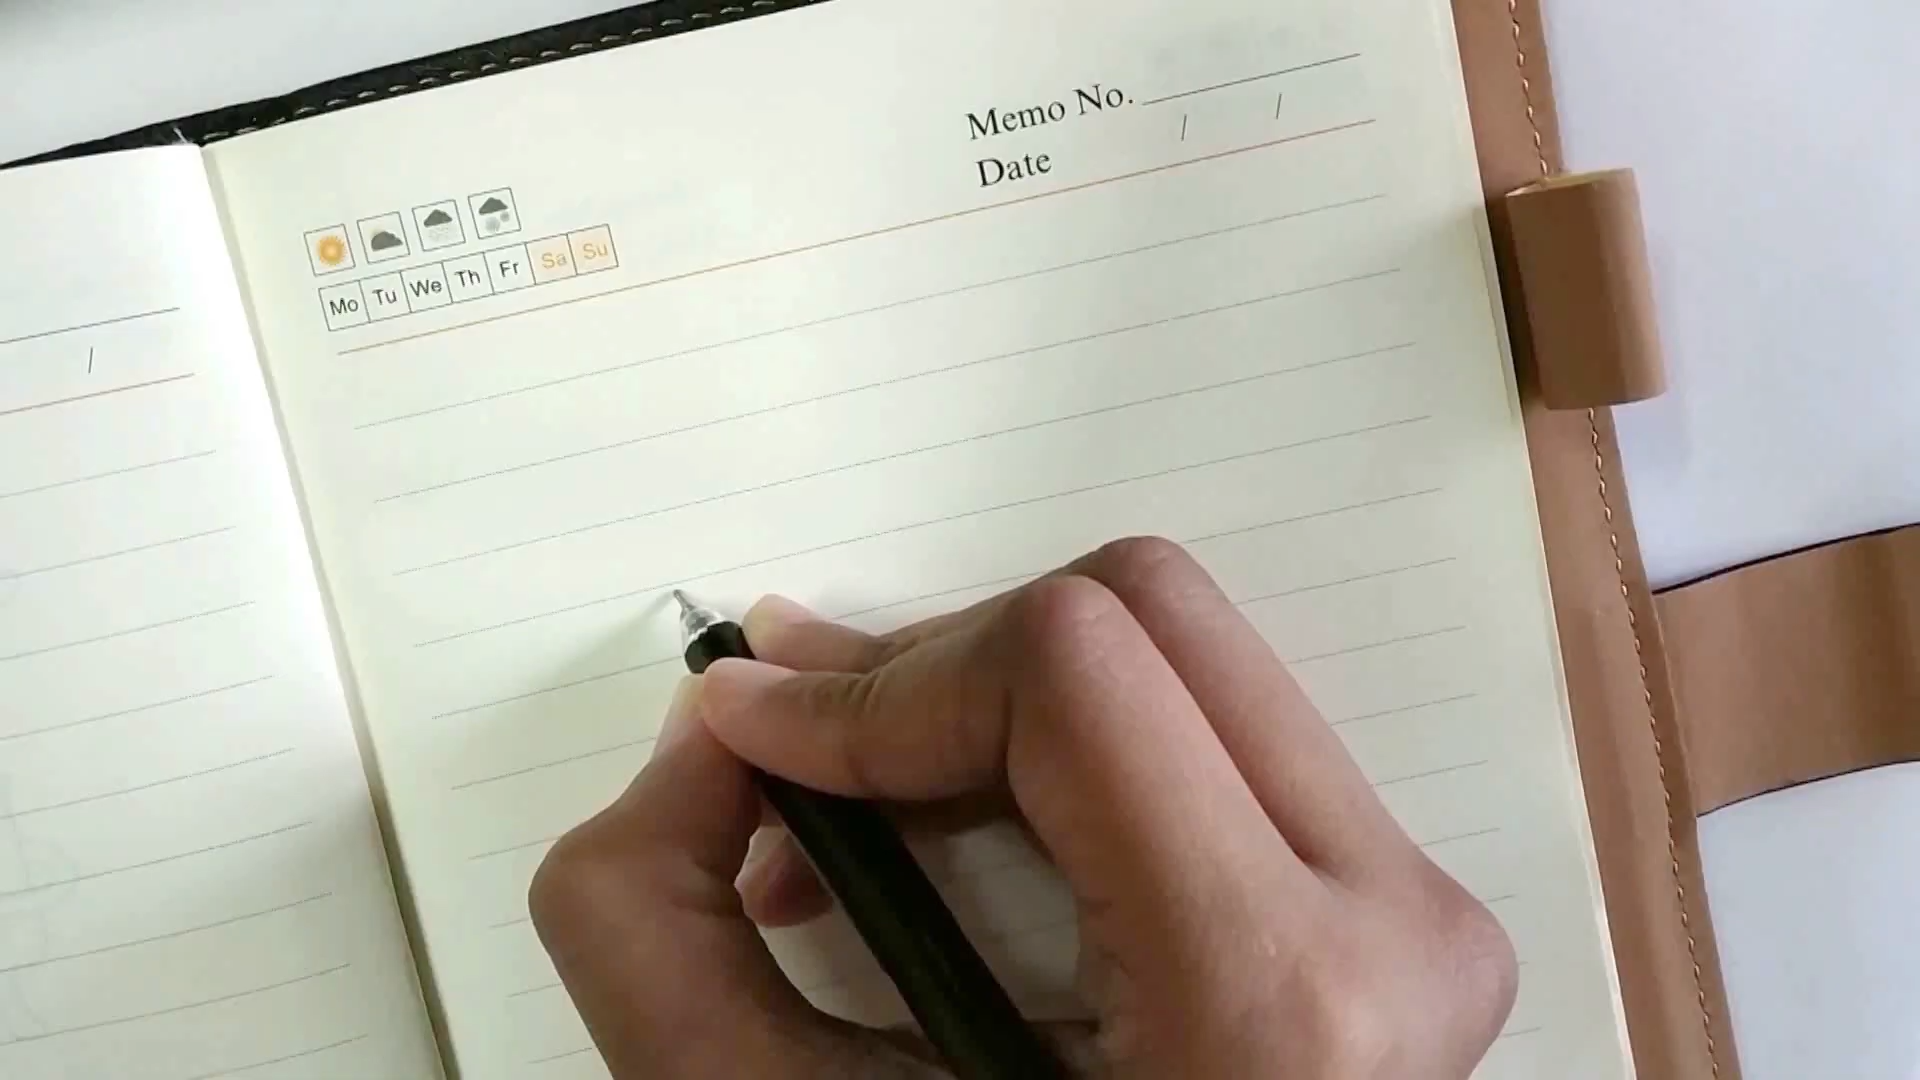 Memo No.
/ /
Date
Mo Tu We Th Fr Sa Su
/